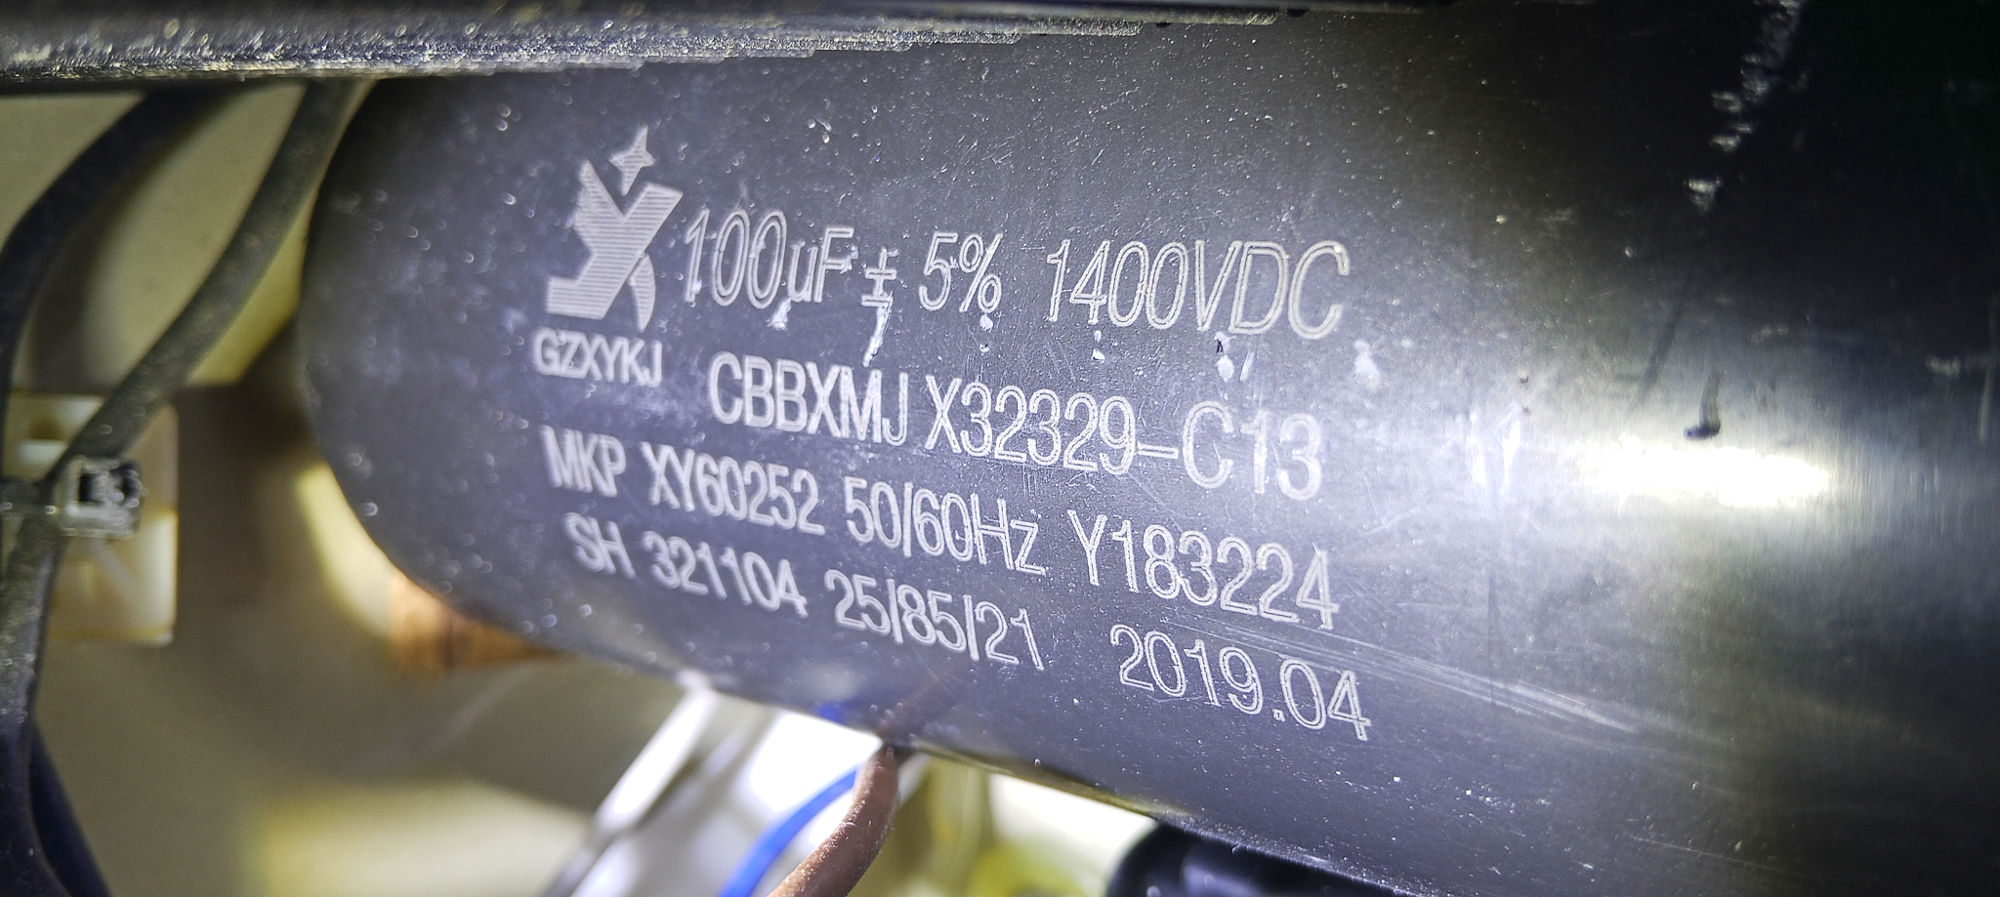 100uF ± 5% 1400VDC
GZXYKJ
CBBXMJ X32329-C13
MKP XY60252 50/60Hz Y183224
SH 321104 25/85/21 2019.04